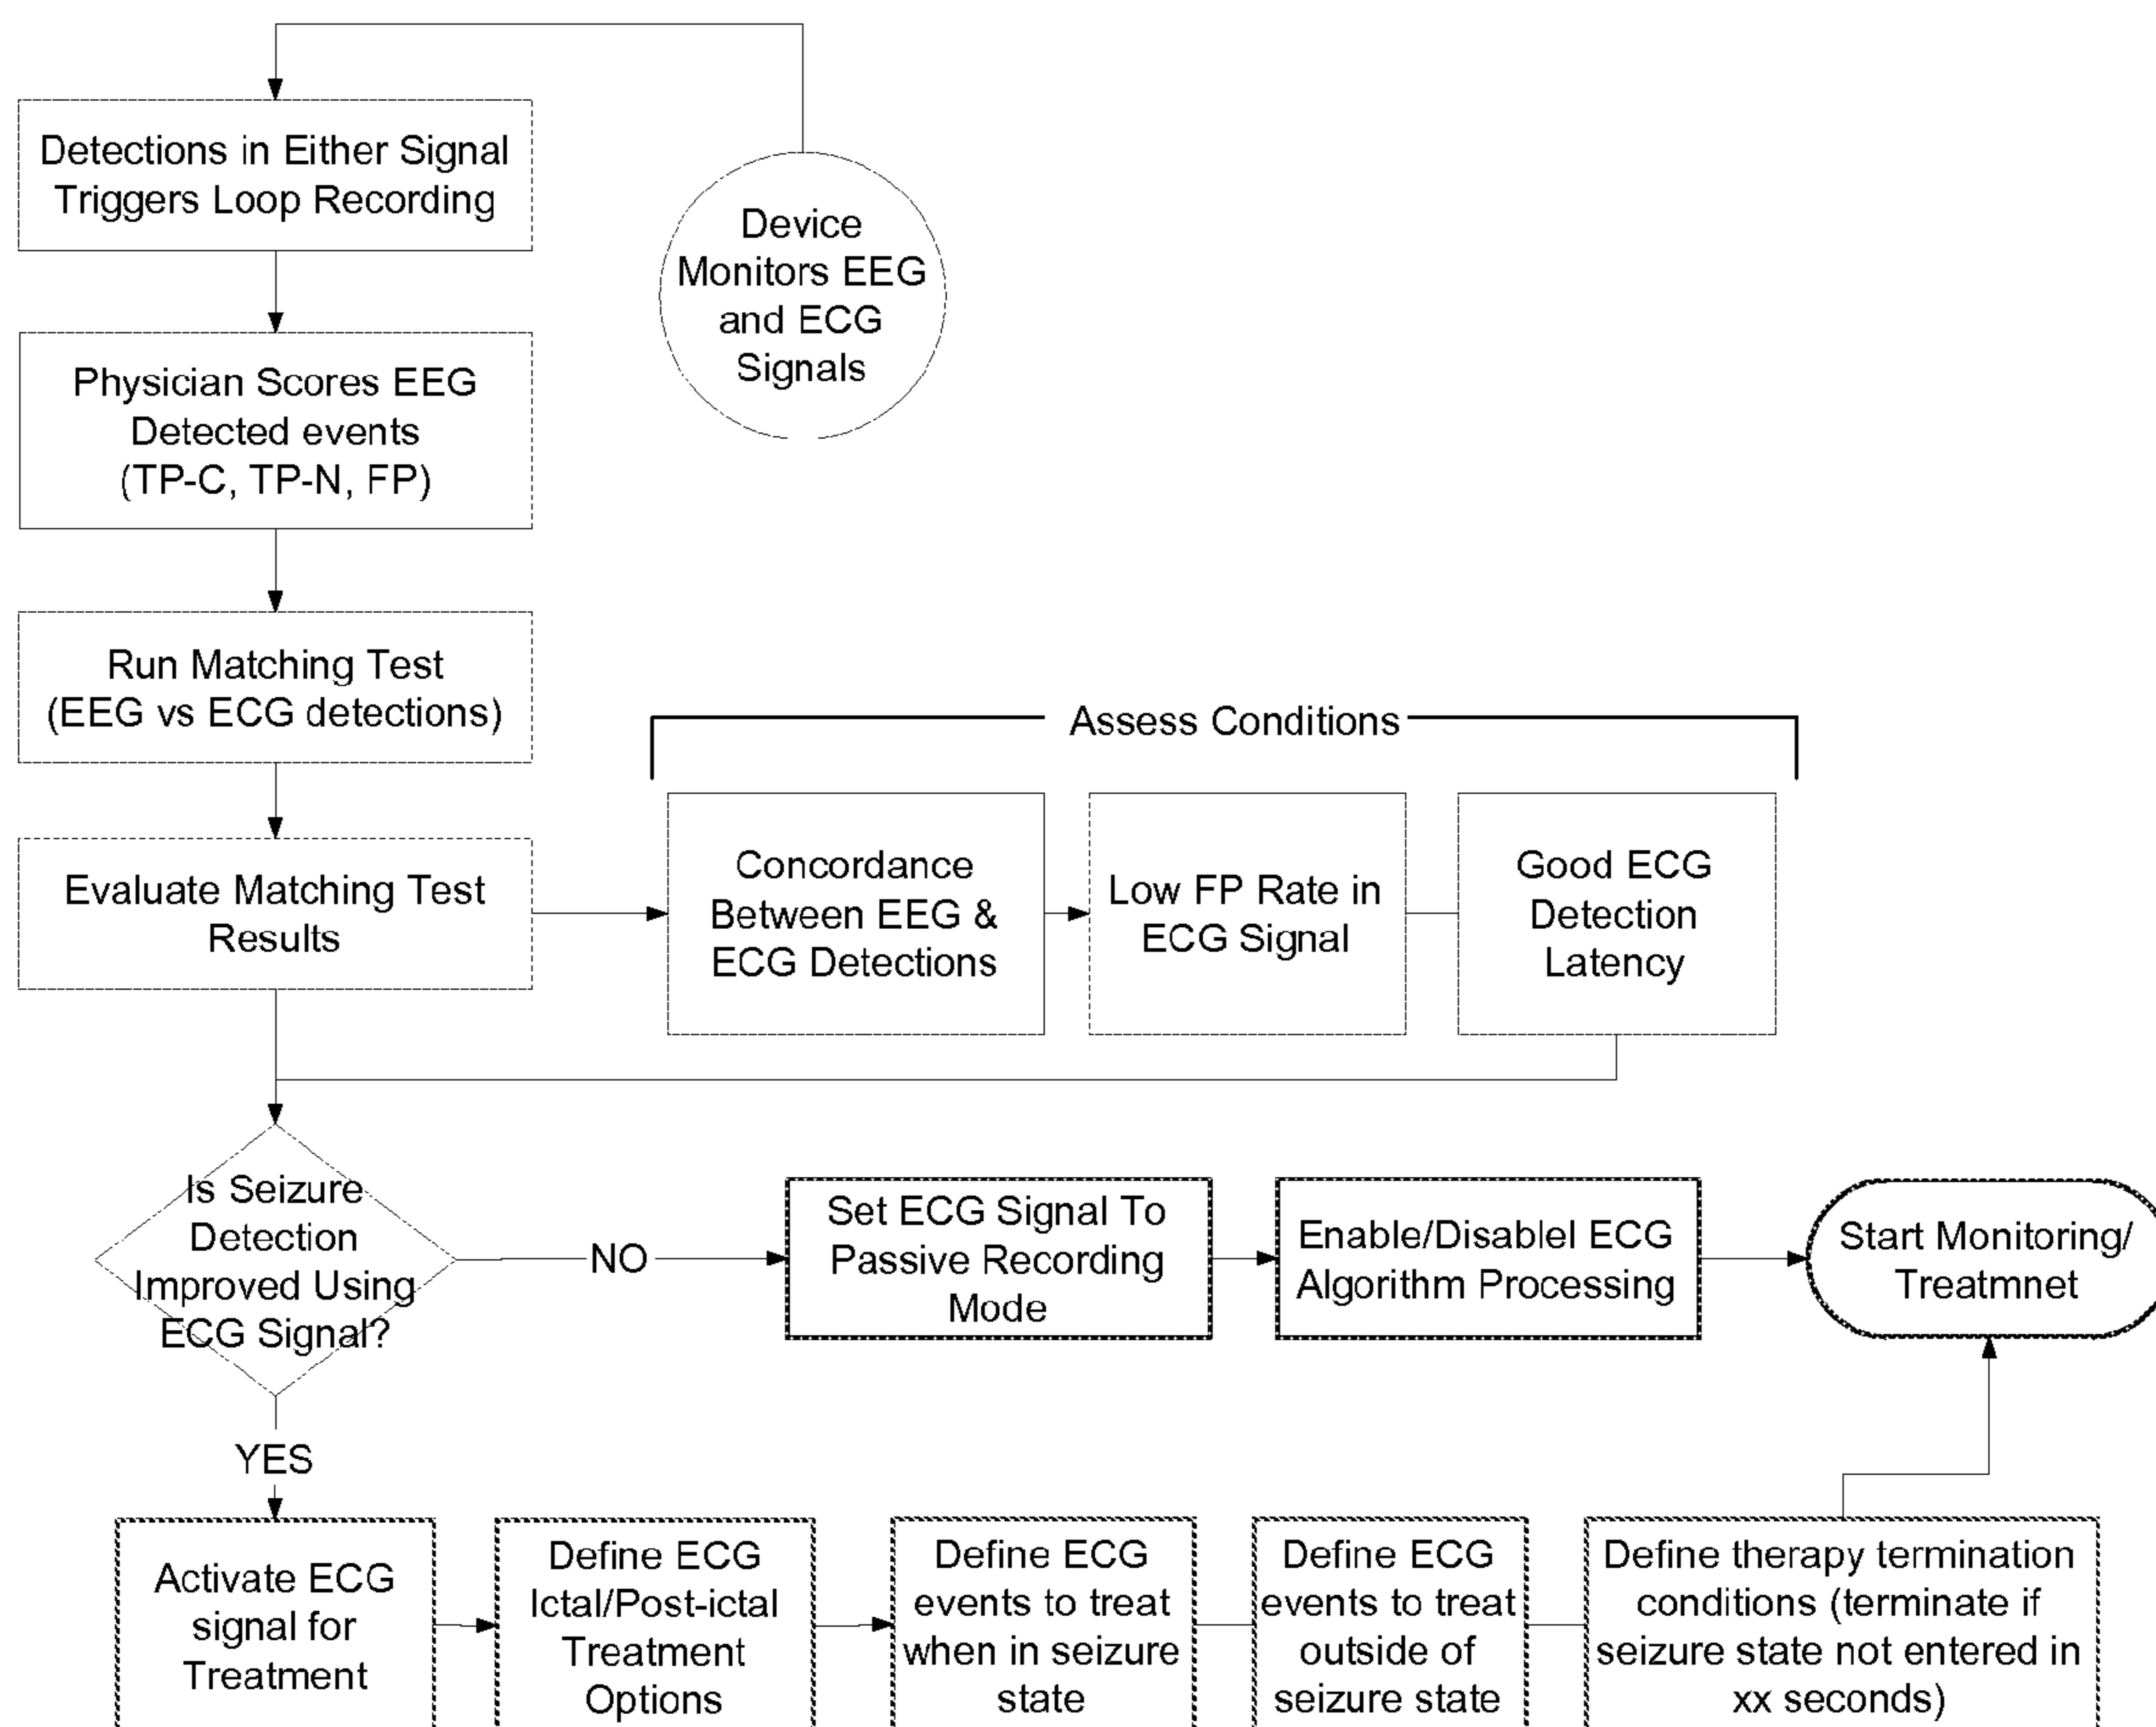 Detections in Either Signal
Triggers Loop Recording
Device
Monitors EEG
and ECG
Signals
Physician Scores EEG
Detected events
(TP-C, TP-N, FP)
Run Matching Test
(EEG vs ECG detections)
Assess Conditions
Evaluate Matching Test
Results
Concordance
Between EEG &
ECG Detections
Low FP Rate in
ECG Signal
Good ECG
Detection
Latency
Is Seizure
Detection
Improved Using
ECG Signal?
NO
Set ECG Signal To
Passive Recording
Mode
Enable/Disablel ECG
Algorithm Processing
Start Monitoring/
Treatmnet
YES
Activate ECG
signal for
Treatment
Define ECG
Ictal/Post-ictal
Treatment
Options
Define ECG
events to treat
when in seizure
state
Define ECG
events to treat
outside of
seizure state
Define therapy termination
conditions (terminate if
seizure state not entered in
xx seconds)